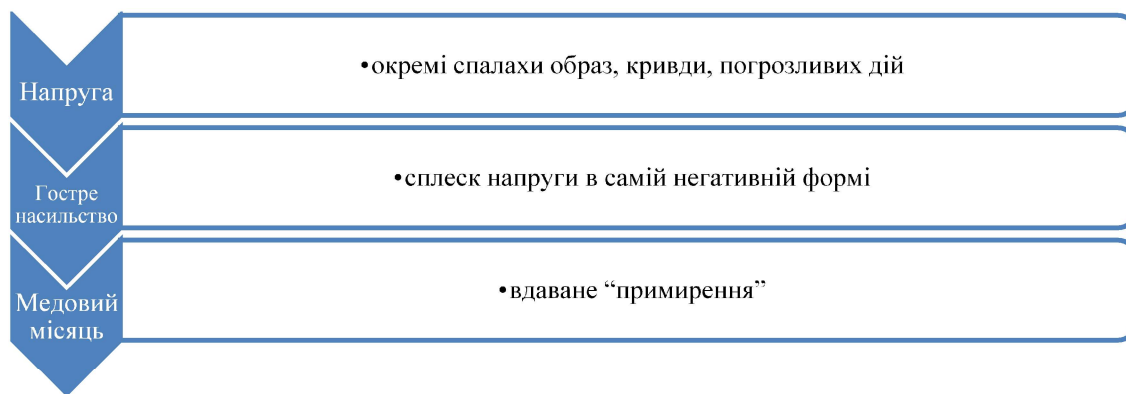 Напруга
•окремі спалахи образ, кривди, погрозливих дій
Гостре
насильство
•сплеск напруги в самій негативній формі
Медовий
місяць
•вдаване “примирення”